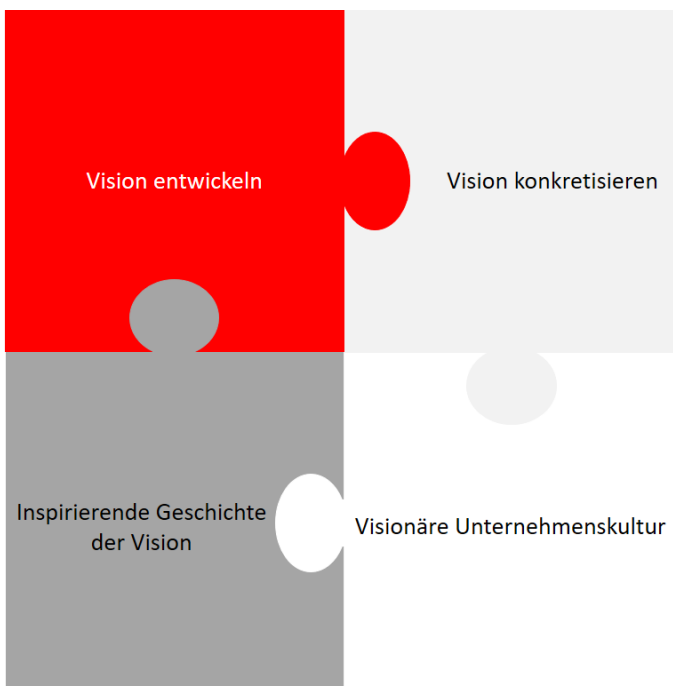 Vision entwickeln
Vision konkretisieren
Inspirierende Geschichte
der Vision
Visionäre Unternehmenskultur